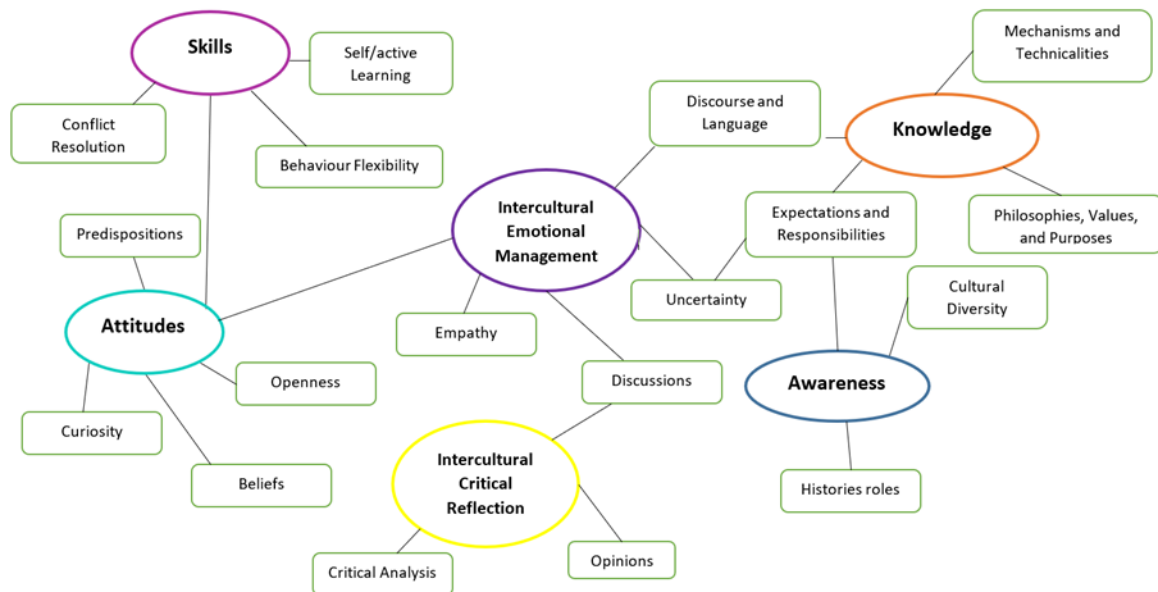 Skills
Self/active
Learning
Conflict
Resolution
Behaviour Flexibility
Mechanisms and
Technicalities
Discourse and
Language
Knowledge
Philosophies, Values,
and Purposes
Intercultural
Emotional
Management
Expectations and
Responsibilities
Predispositions
Attitudes
Uncertainty
Cultural
Diversity
Empathy
Openness
Discussions
Awareness
Curiosity
Beliefs
Intercultural
Critical
Reflection
Histories roles
Critical Analysis
Opinions